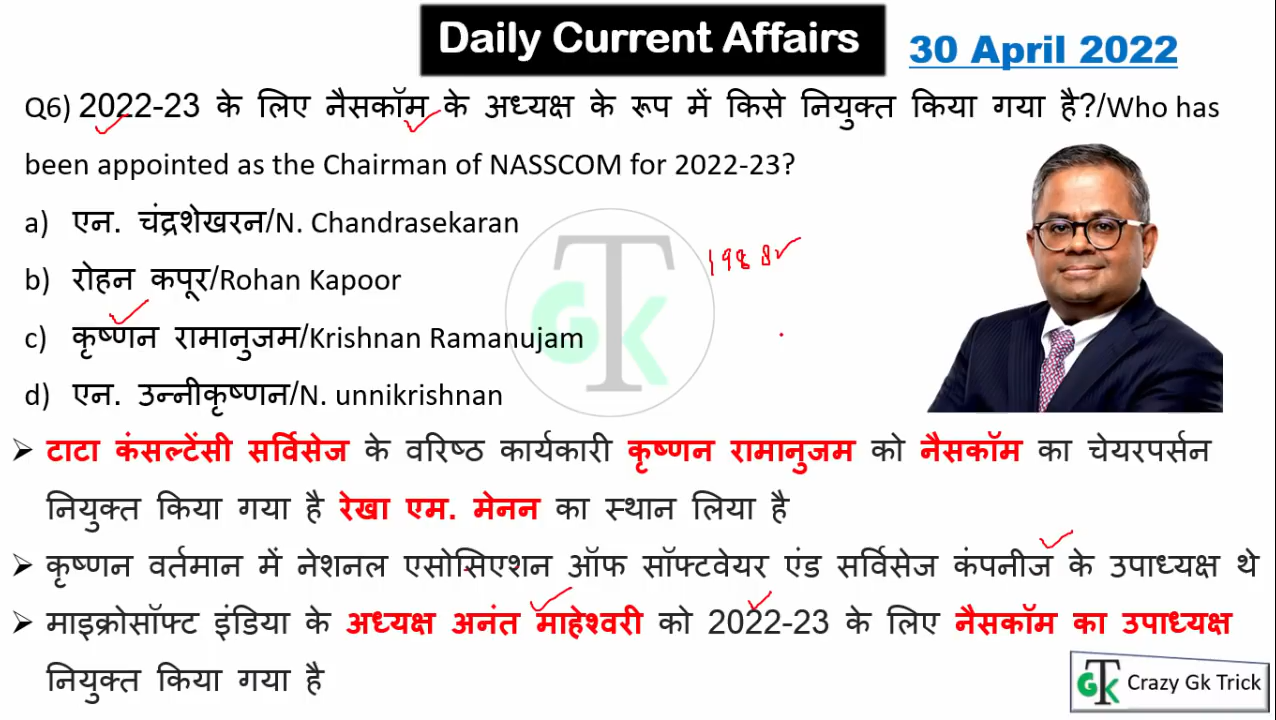 Daily Current Affairs
30 April 2022
Q6) 2022-23 के लिए नैसकॉम के अध्यक्ष के रूप में किसे नियुक्त किया गया है?/Who has
been appointed as the Chairman of NASSCOM for 2022-23?
a) एन. चंद्रशेखरन/N. Chandrasekaran
b) रोहन कपूर/Rohan Kapoor
c) कृष्णन रामानुजम/Krishnan Ramanujam
d) एन. उन्नीकृष्णन/N. unnikrishnan
1988
TGK
➢ टाटा कंसल्टेंसी सर्विसेज के वरिष्ठ कार्यकारी कृष्णन रामानुजम को नैसकॉम का चेयरपर्सन
नियुक्त किया गया है रेखा एम. मेनन का स्थान लिया है
➢ कृष्णन वर्तमान में नेशनल एसोसिएशन ऑफ सॉफ्टवेयर एंड सर्विसेज कंपनीज के उपाध्यक्ष थे
➢ माइक्रोसॉफ्ट इंडिया के अध्यक्ष अनंत माहेश्वरी को 2022-23 के लिए नैसकॉम का उपाध्यक्ष
नियुक्त किया गया है
TGK Crazy Gk Trick